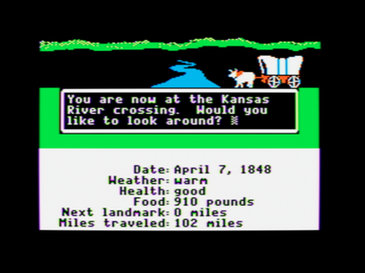 You are now at the Kansas
River crossing. Would you
like to look around?
Date: April 7, 1848
Weather: warm
Health: good
Food: 910 pounds
Next landmark: 0 miles
Miles traveled: 102 miles